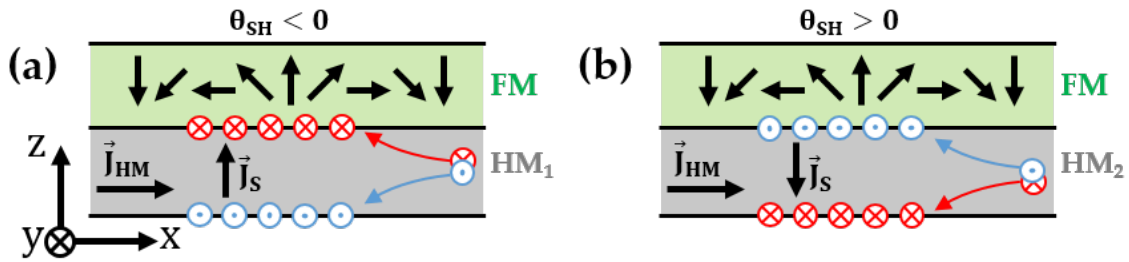 θSH < 0
(a)
FM
J⃗HM
J⃗S
HM1
z
y
x
θSH > 0
(b)
FM
J⃗HM
J⃗S
HM2